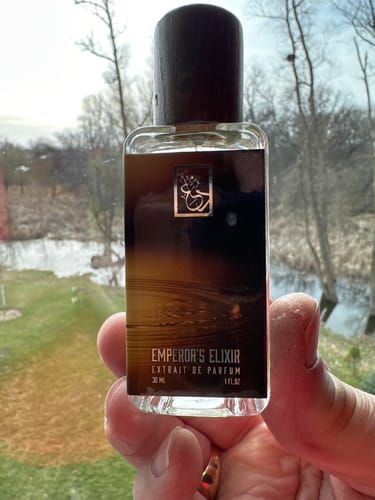 EMPEROR'S ELIXIR
EXTRAIT DE PARFUM
30 ML 1 FL.OZ